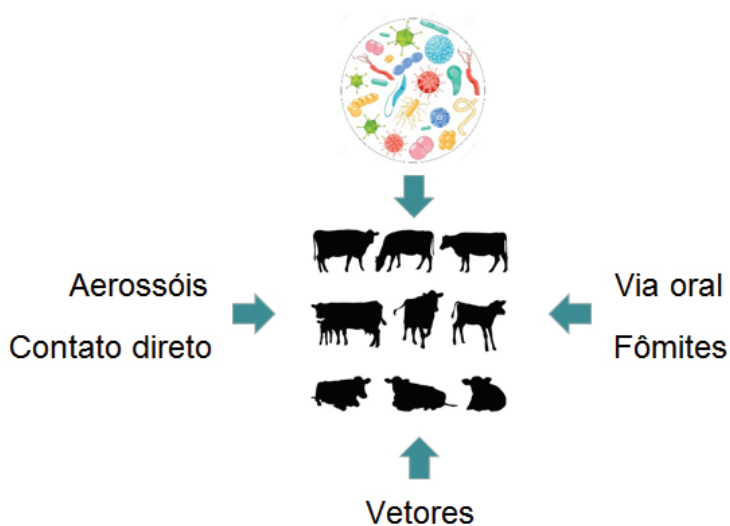 Aerossóis
Contato direto
Via oral
Fômites
Vetores